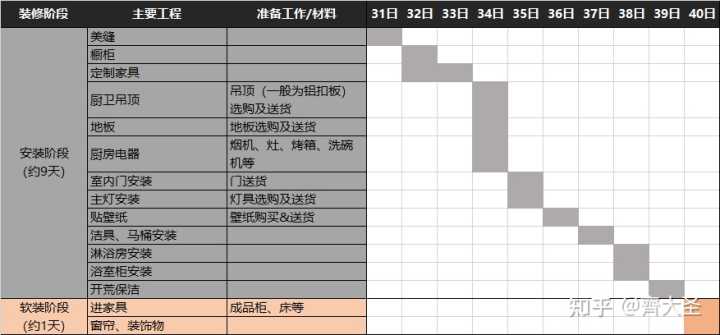 装修阶段 主要工程 准备工作/材料 31日 32日 33日 34日 35日 36日 37日 38日 39日 40日
美缝
橱柜
定制家具
厨卫吊顶 吊顶（一般为铝扣板）
选购及送货
地板 地板选购及送货
安装阶段
(约9天)
厨房电器 烟机、灶、烤箱、洗碗
机等
室内门安装 门送货
主灯安装 灯具选购及送货
贴壁纸 壁纸购买&送货
洁具、马桶安装
淋浴房安装
浴室柜安装
开荒保洁
软装阶段
(约1天)
进家具 成品柜、床等
窗帘、装饰物
知乎 @齊大圣